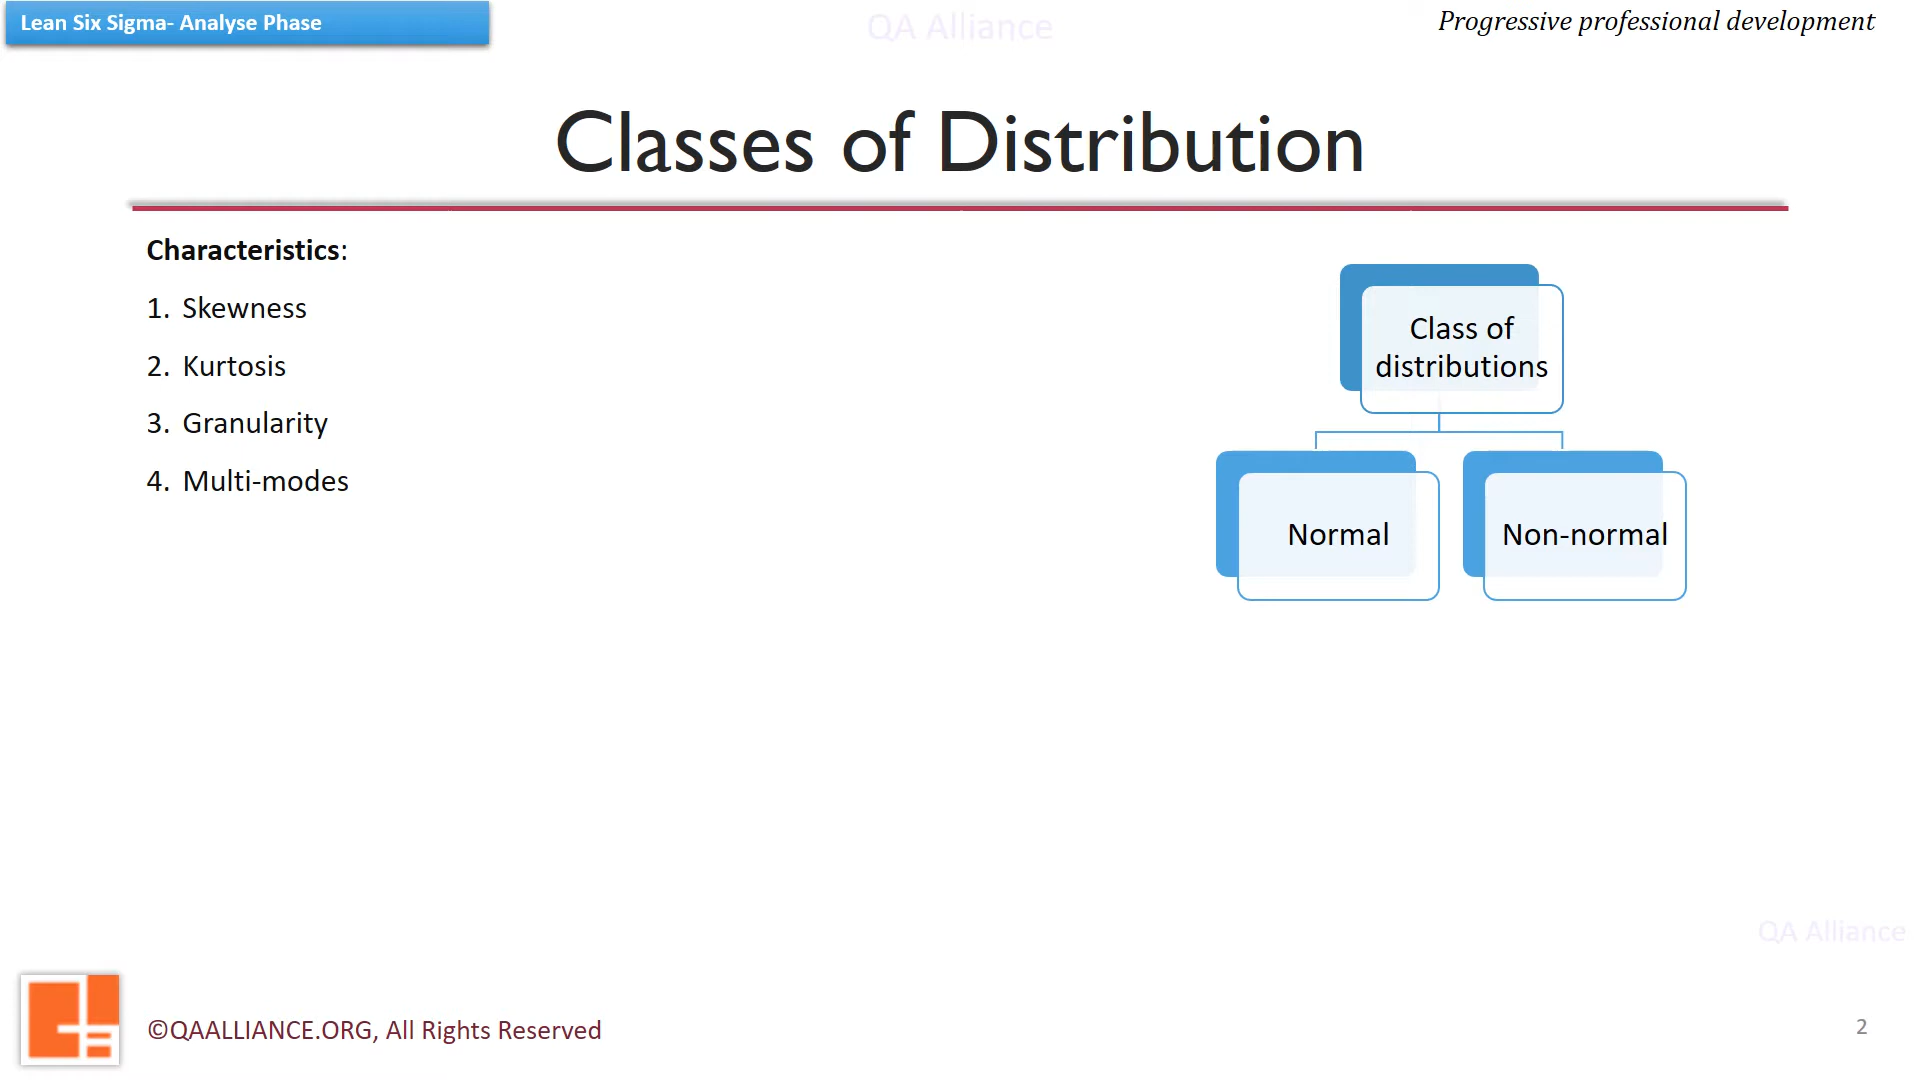 Lean Six Sigma- Analyse Phase
QA Alliance
Progressive professional development
Classes of Distribution
Characteristics:
1. Skewness
2. Kurtosis
3. Granularity
4. Multi-modes
Class of
distributions
Normal
Non-normal
QA Alliance
©QAALLIANCE.ORG, All Rights Reserved
2